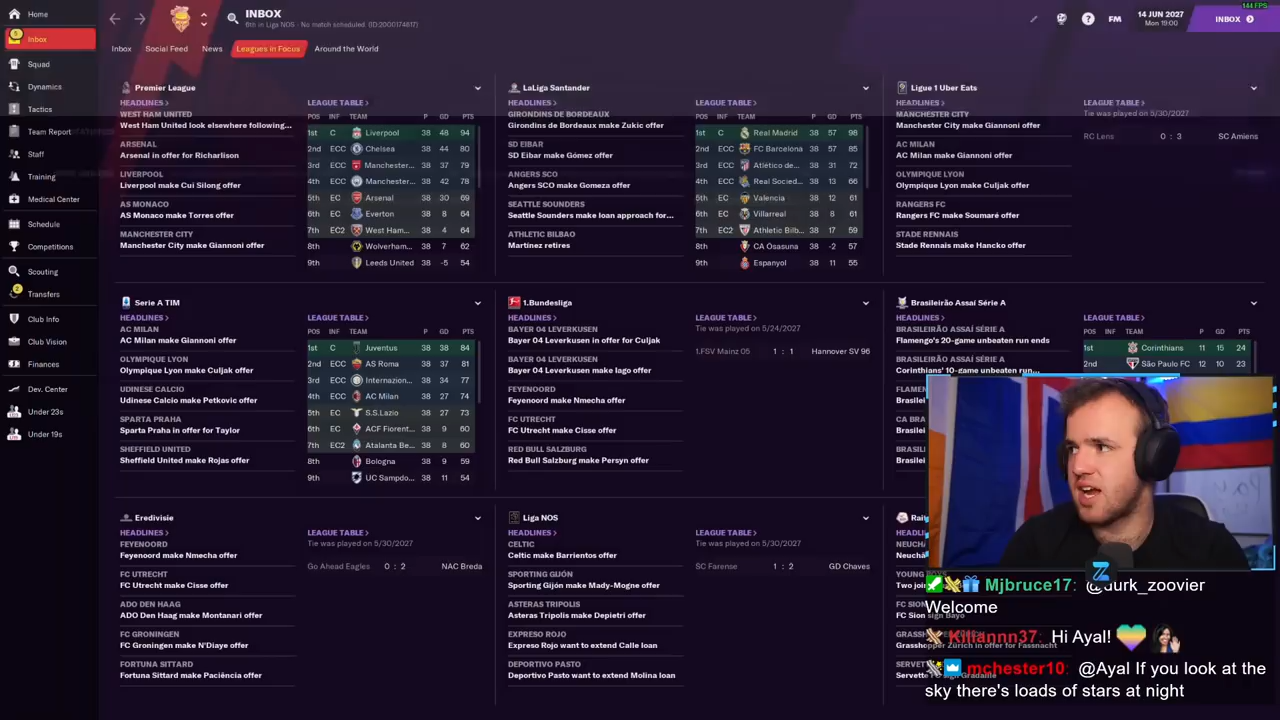 Home
Inbox
Squad
Dynamics
Tactics
Team Report
Staff
Training
Medical Center
Schedule
Competitions
Scouting
Transfers
Club Info
Club Vision
Finances
Dev. Center
Under 23s
Under 19s
INBOX
6th in Liga NOS - No match scheduled. (ID:2000174817)
144 FPS
FM
14 JUN 2027
Mon 19:00
INBOX
Inbox
Social Feed
News
Leagues in Focus
Around the World
Premier League
HEADLINES >
WEST HAM UNITED
West Ham United look elsewhere following...
ARSENAL
Arsenal in offer for Richarlison
LIVERPOOL
Liverpool make Cui Silong offer
AS MONACO
AS Monaco make Torres offer
MANCHESTER CITY
Manchester City make Giannoni offer
LEAGUE TABLE >
POS INF TEAM P GD PTS
1st C Liverpool 38 48 94
2nd ECC Chelsea 38 44 80
3rd ECC Manchester... 38 37 79
4th ECC Manchester... 38 42 78
5th EC Arsenal 38 30 69
6th EC Everton 38 8 64
7th EC2 West Ham... 38 4 64
8th Wolverham... 38 7 62
9th Leeds United 38 -5 54
LaLiga Santander
HEADLINES >
GIRONDINS DE BORDEAUX
Girondins de Bordeaux make Zukic offer
SD EIBAR
SD Eibar make Gómez offer
ANGERS SCO
Angers SCO make Gomeza offer
SEATTLE SOUNDERS
Seattle Sounders make loan approach for...
ATHLETIC BILBAO
Martínez retires
LEAGUE TABLE >
POS INF TEAM P GD PTS
1st C Real Madrid 38 57 98
2nd ECC FC Barcelona 38 57 85
3rd ECC Atlético de... 38 31 72
4th ECC Real Socied... 38 13 66
5th EC Valencia 38 12 61
6th EC Villarreal 38 8 61
7th EC2 Athletic Bilb... 38 17 59
8th CA Osasuna 38 -2 57
9th Espanyol 38 11 55
Ligue 1 Uber Eats
HEADLINES >
MANCHESTER CITY
Manchester City make Giannoni offer
AC MILAN
AC Milan make Giannoni offer
OLYMPIQUE LYON
Olympique Lyon make Culjak offer
RANGERS FC
Rangers FC make Soumaré offer
STADE RENNAIS
Stade Rennais make Hancko offer
LEAGUE TABLE >
Tie was played on 5/30/2027
RC Lens 0 : 3 SC Amiens
Serie A TIM
HEADLINES >
AC MILAN
AC Milan make Giannoni offer
OLYMPIQUE LYON
Olympique Lyon make Culjak offer
UDINESE CALCIO
Udinese Calcio make Petkovic offer
SPARTA PRAHA
Sparta Praha in offer for Taylor
SHEFFIELD UNITED
Sheffield United make Rojas offer
LEAGUE TABLE >
POS INF TEAM P GD PTS
1st C Juventus 38 38 84
2nd ECC AS Roma 38 37 81
3rd ECC Internazion... 38 34 77
4th ECC AC Milan 38 27 74
5th EC S.S.Lazio 38 27 73
6th EC ACF Fiorent... 38 9 60
7th EC2 Atalanta Be... 38 8 60
8th Bologna 38 9 59
9th UC Sampdo... 38 11 54
1.Bundesliga
HEADLINES >
BAYER 04 LEVERKUSEN
Bayer 04 Leverkusen in offer for Culjak
BAYER 04 LEVERKUSEN
Bayer 04 Leverkusen make Iago offer
FEYENOORD
Feyenoord make Nmecha offer
FC UTRECHT
FC Utrecht make Cisse offer
RED BULL SALZBURG
Red Bull Salzburg make Persyn offer
LEAGUE TABLE >
Tie was played on 5/24/2027
1.FSV Mainz 05 1 : 1 Hannover SV 96
Brasileirão Assaí Série A
HEADLINES >
BRASILEIRÃO ASSAÍ SÉRIE A
Flamengo's 20-game unbeaten run ends
BRASILEIRÃO ASSAÍ SÉRIE A
Corinthians' 10-game unbeaten run...
FLAMEN
Brasilei
CA BRA
Brasilei
Brasilei
LEAGUE TABLE >
POS INF TEAM P GD PTS
1st Corinthians 11 15 24
2nd São Paulo FC 12 10 23
Eredivisie
HEADLINES >
FEYENOORD
Feyenoord make Nmecha offer
FC UTRECHT
FC Utrecht make Cisse offer
ADO DEN HAAG
ADO Den Haag make Montanari offer
FC GRONINGEN
FC Groningen make N'Diaye offer
FORTUNA SITTARD
Fortuna Sittard make Paciência offer
LEAGUE TABLE >
Tie was played on 5/30/2027
Go Ahead Eagles 0 : 2 NAC Breda
Liga NOS
HEADLINES >
CELTIC
Celtic make Barrientos offer
SPORTING GIJÓN
Sporting Gijón make Mady-Mogne offer
ASTERAS TRIPOLIS
Asteras Tripolis make Depietri offer
EXPRESO ROJO
Expreso Rojo want to extend Calle loan
DEPORTIVO PASTO
Deportivo Pasto want to extend Molina loan
LEAGUE TABLE >
Tie was played on 5/30/2027
SC Farense 1 : 2 GD Chaves
Mjbruce17: @durk_zoovier
Welcome
Kiliannn37: Hi Ayal!
mchester10: @Ayal If you look at the
sky there's loads of stars at night